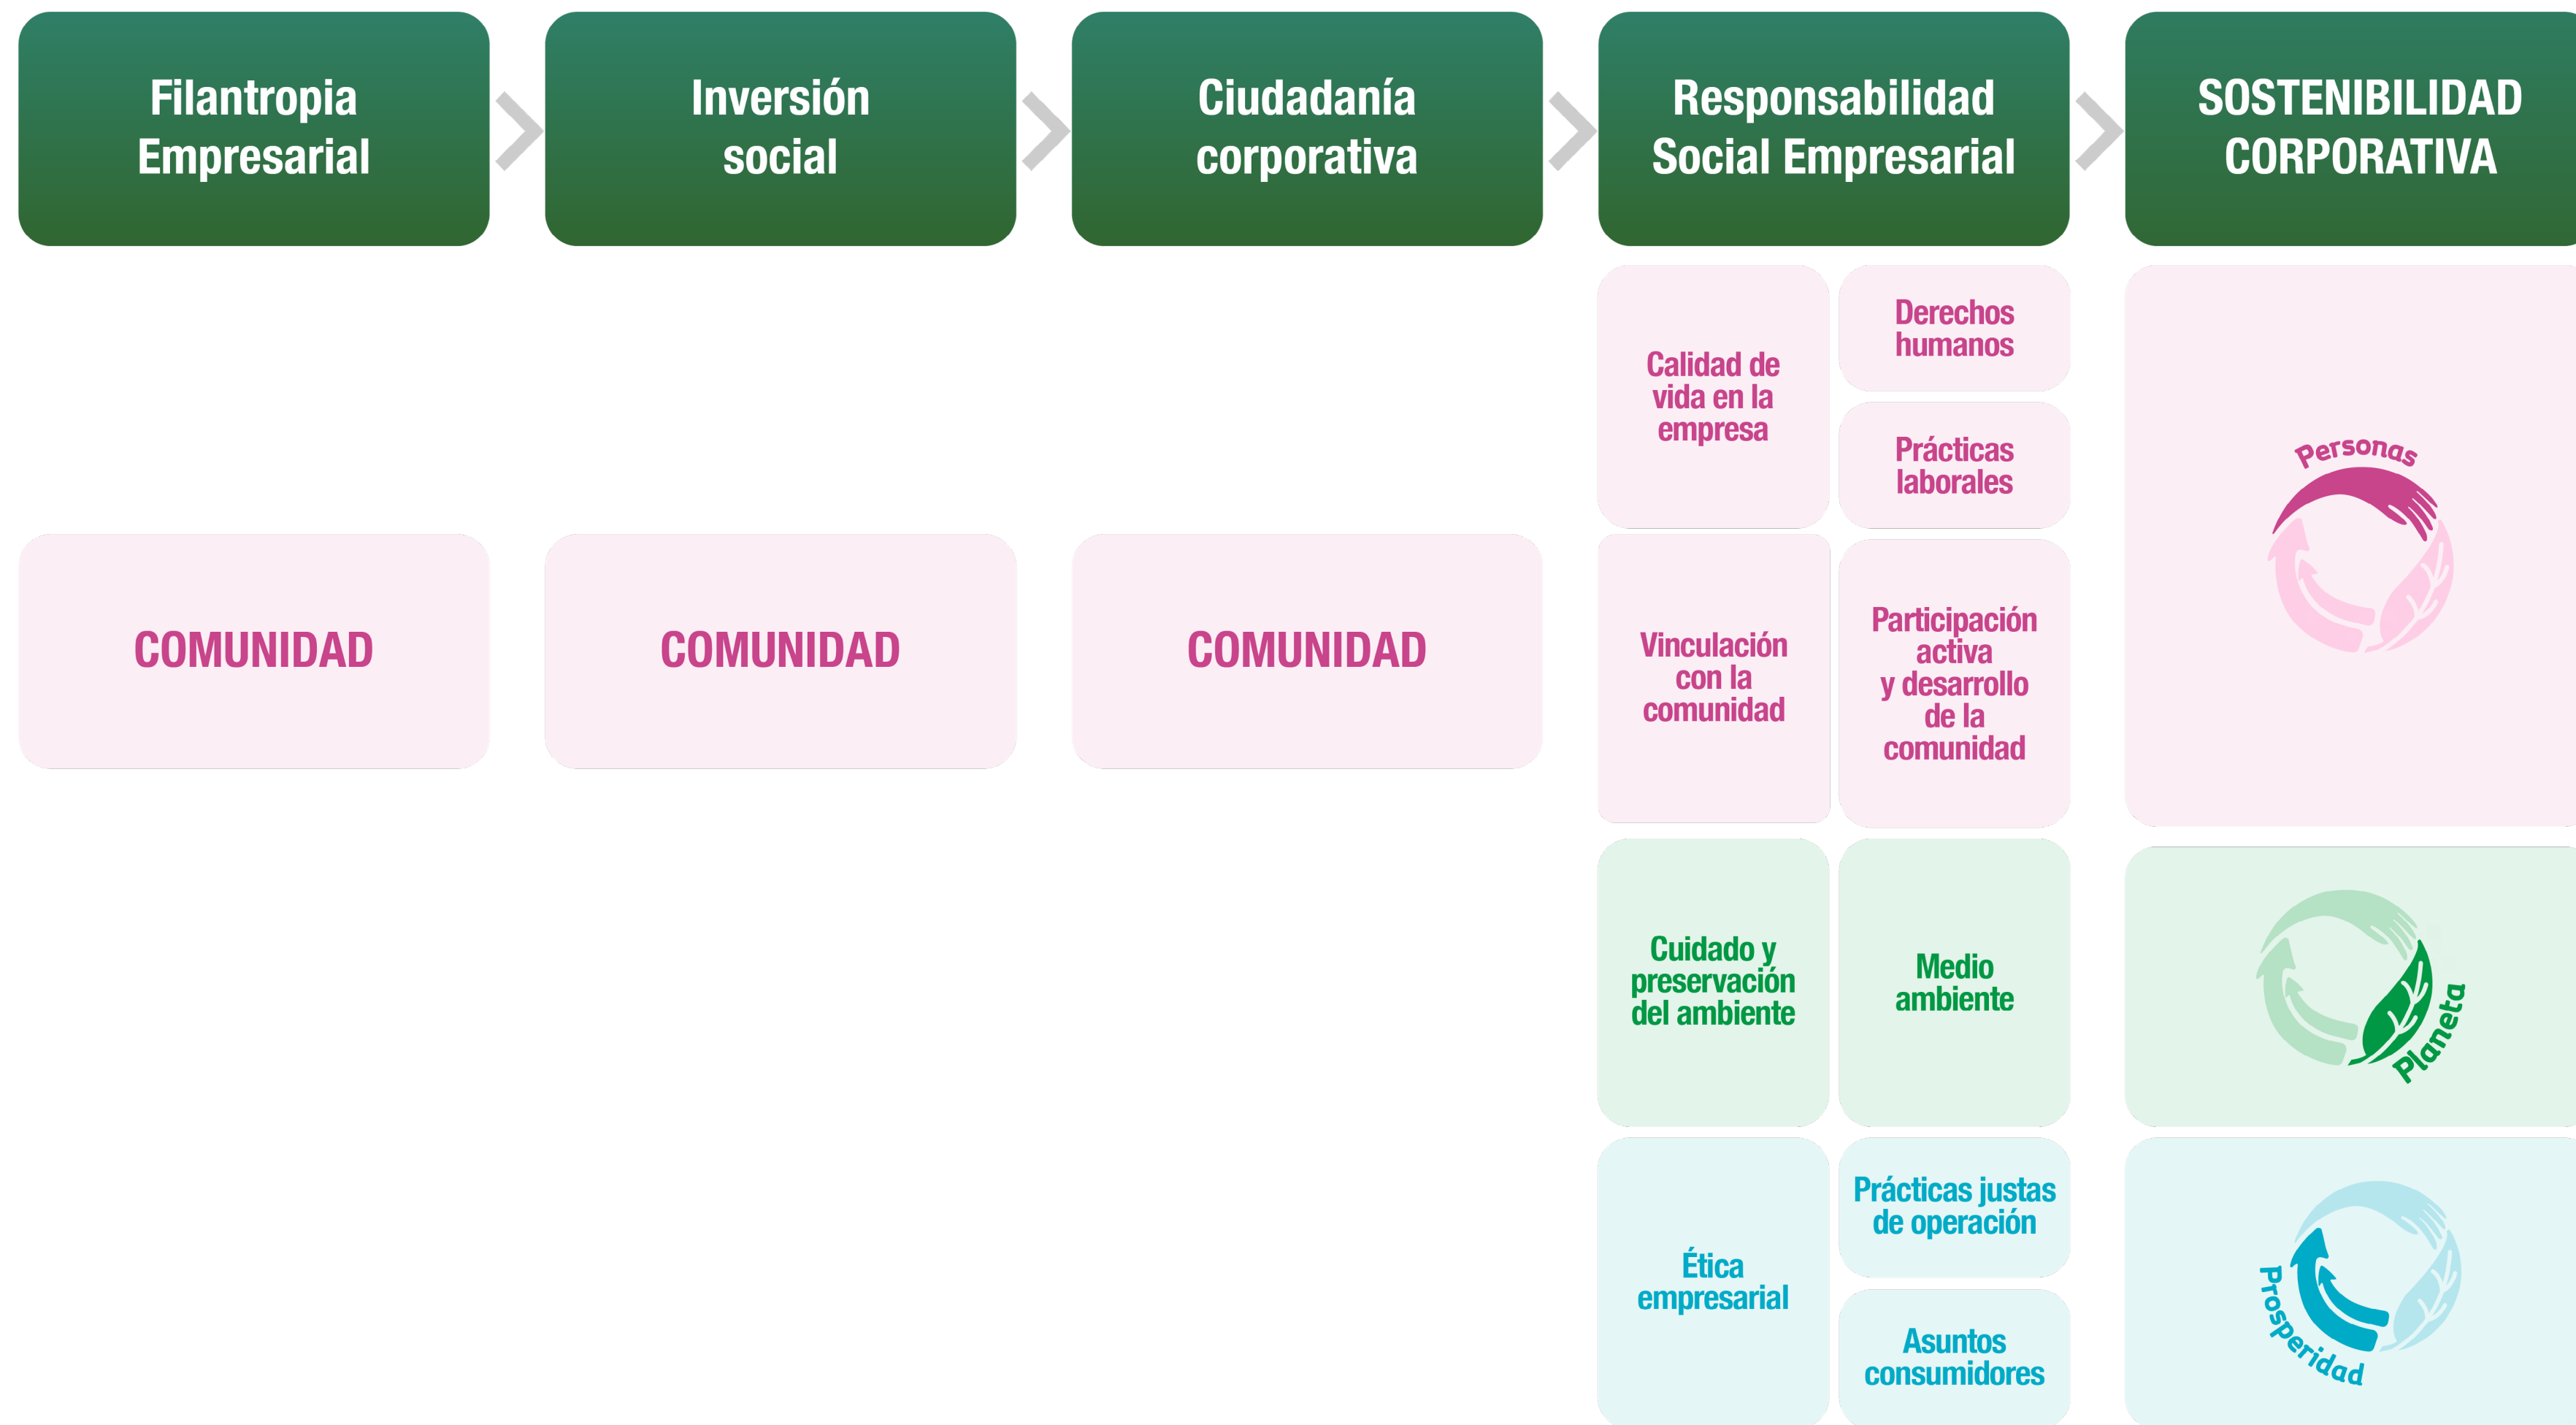 Filantropia
Empresarial
Inversión
social
Ciudadanía
corporativa
Responsabilidad
Social Empresarial
SOSTENIBILIDAD
CORPORATIVA
COMUNIDAD
COMUNIDAD
COMUNIDAD
Calidad de
vida en la
empresa
Derechos
humanos
Prácticas
laborales
Vinculación
con la
comunidad
Participación
activa
y desarrollo
de la
comunidad
Personas
Cuidado y
preservación
del ambiente
Medio
ambiente
Planeta
Ética
empresarial
Prácticas justas
de operación
Asuntos
consumidores
Prosperidad